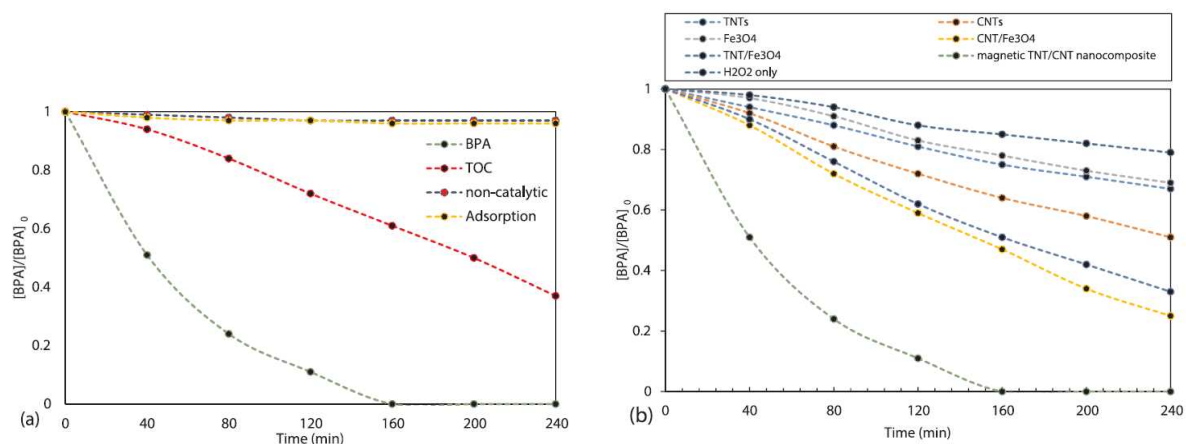 1
0.8
0.6
0.4
0.2
0
[BPA]/[BPA] 0
BPA
TOC
non-catalytic
Adsorption
0 40 80 120 160 200 240
Time (min)
(a)
TNTs CNTs
Fe3O4 CNT/Fe3O4
TNT/Fe3O4 magnetic TNT/CNT nanocomposite
H2O2 only
1
0.8
0.6
0.4
0.2
0
[BPA]/[BPA] 0
0 40 80 120 160 200 240
Time (min)
(b)